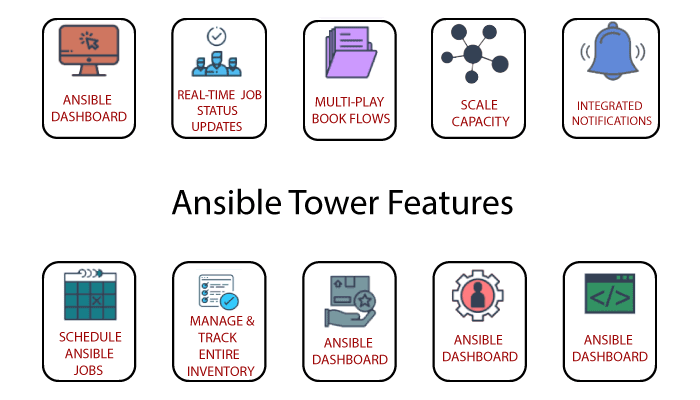 ANSIBLE
DASHBOARD
REAL-TIME JOB
STATUS
UPDATES
MULTI-PLAY
BOOK FLOWS
SCALE
CAPACITY
INTEGRATED
NOTIFICATIONS
Ansible Tower Features
SCHEDULE
ANSIBLE
JOBS
MANAGE &
TRACK
ENTIRE
INVENTORY
ANSIBLE
DASHBOARD
ANSIBLE
DASHBOARD
</>
ANSIBLE
DASHBOARD